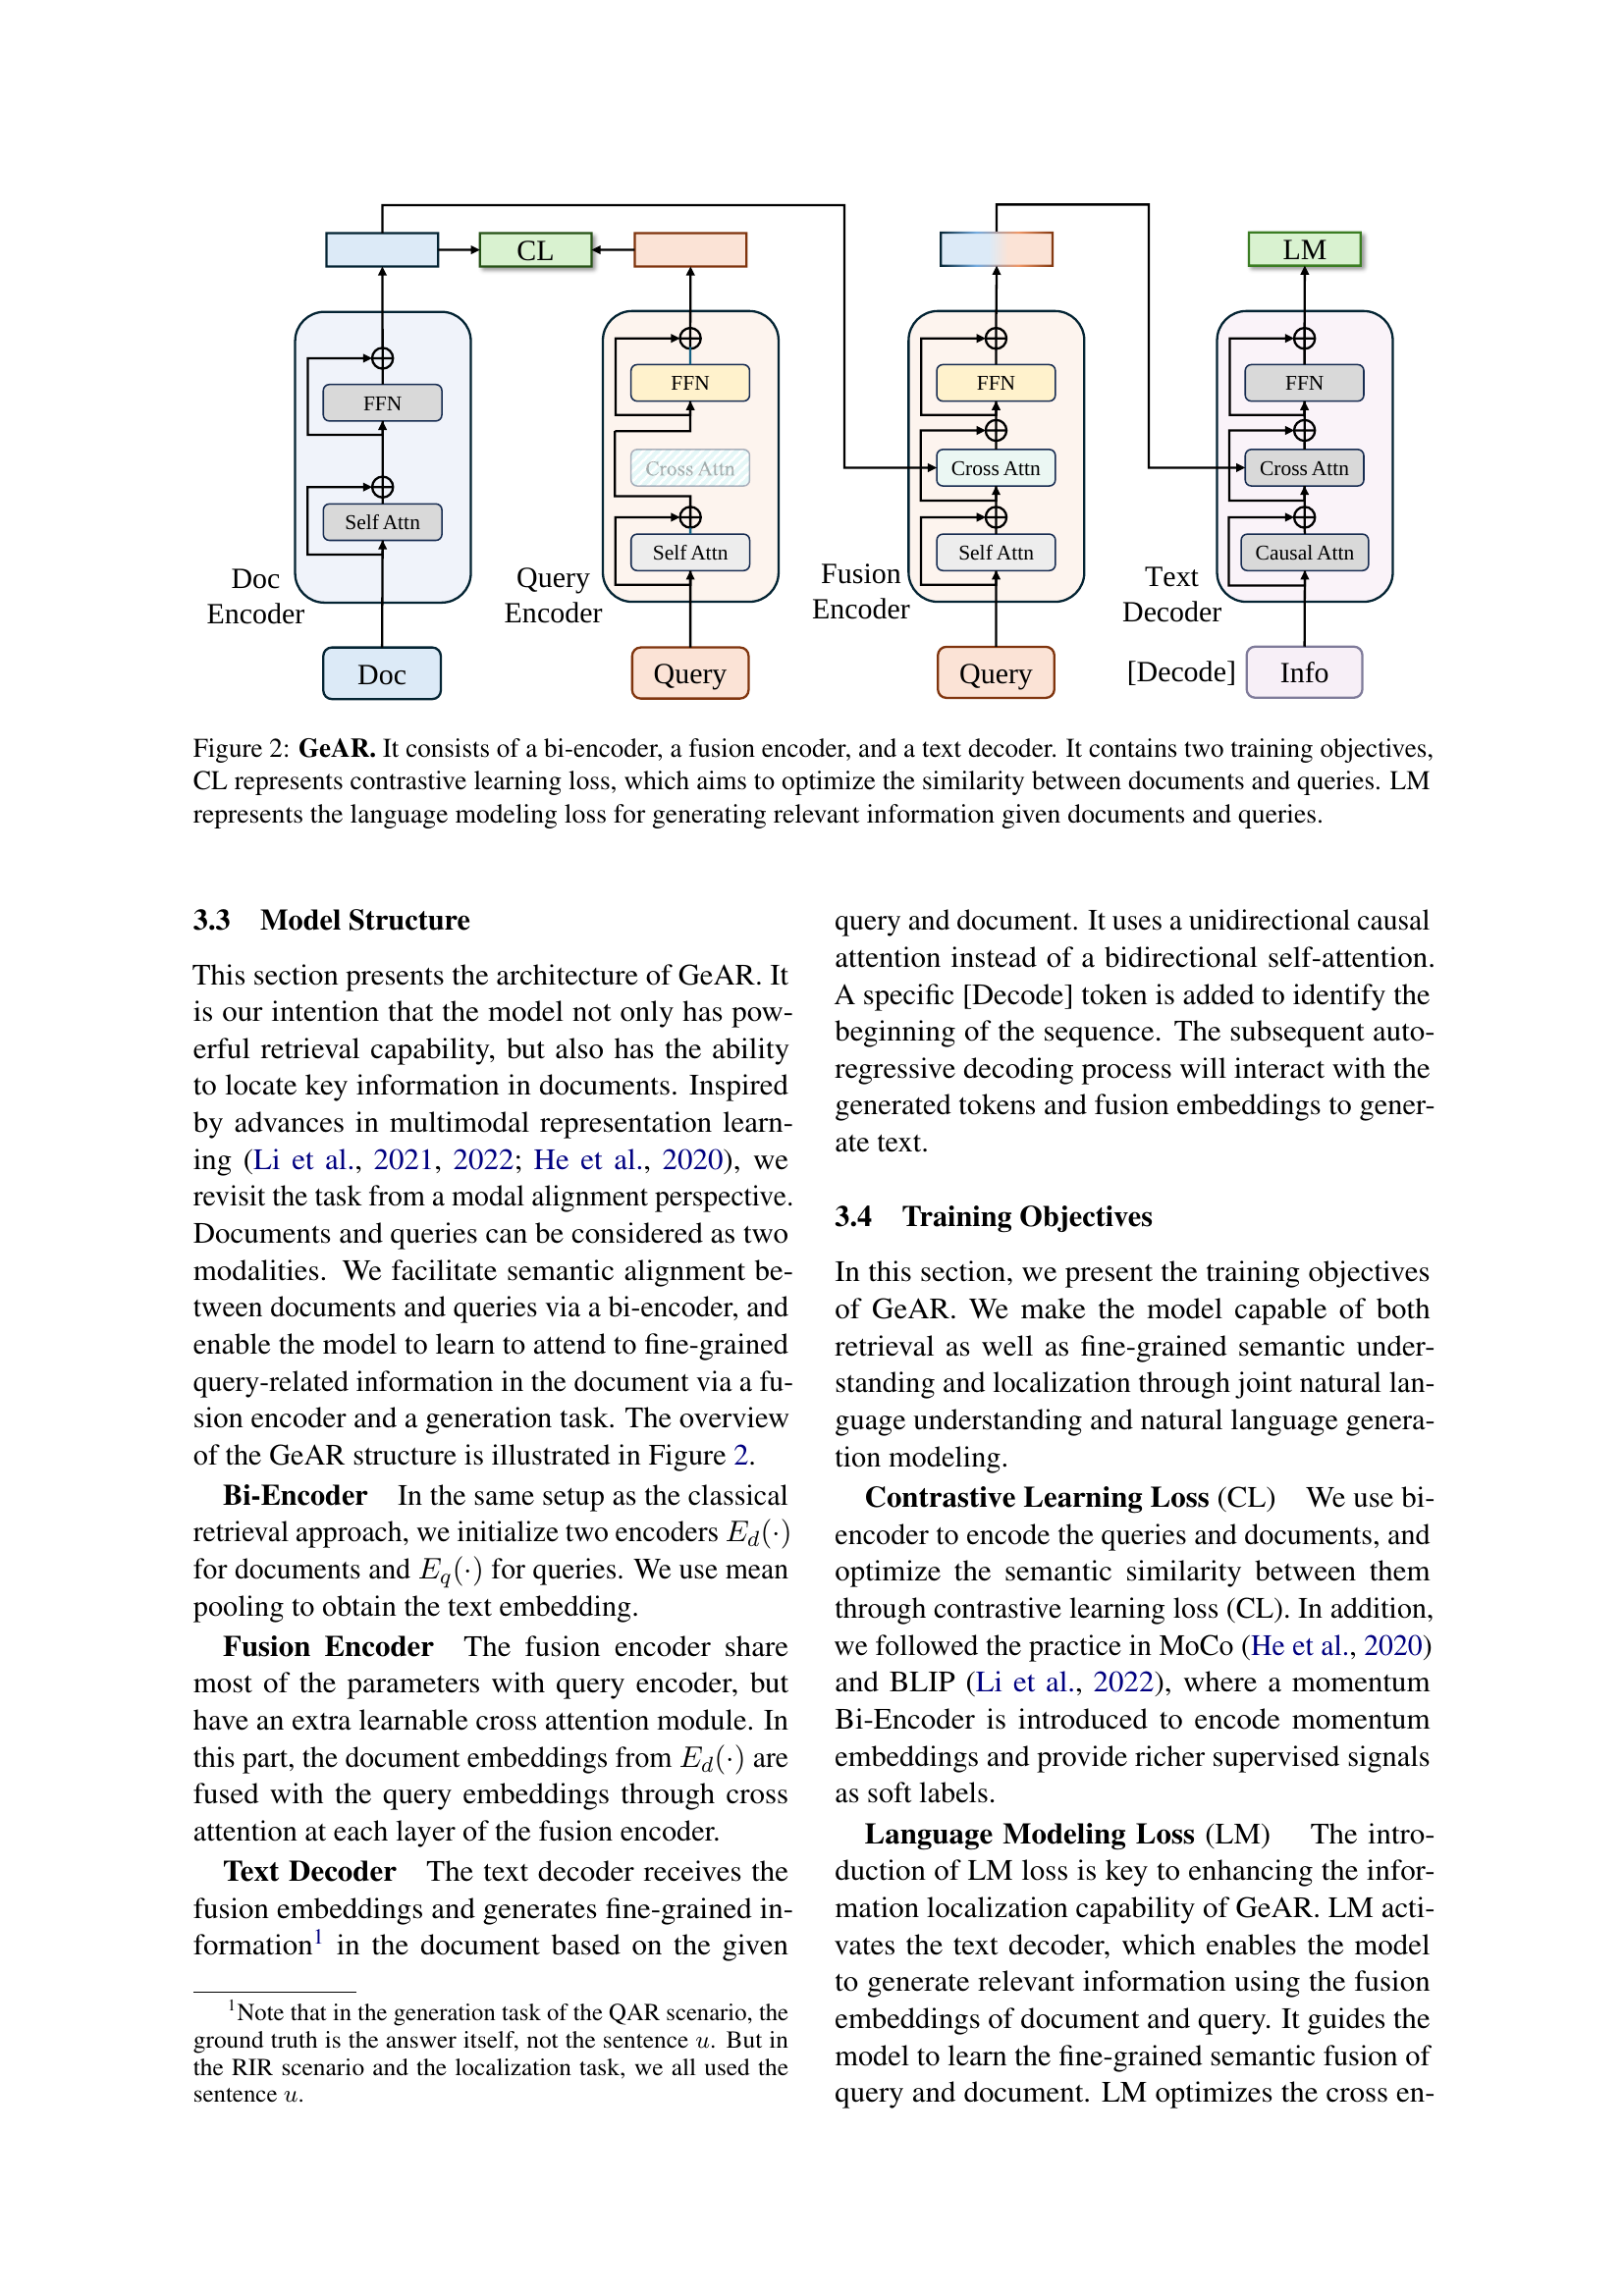 CL
LM
FFN
Self Attn
Doc
Encoder
Doc
FFN
Cross Attn
Self Attn
Query
Encoder
Query
FFN
Cross Attn
Self Attn
Fusion
Encoder
Query
FFN
Cross Attn
Causal Attn
Text
Decoder
[Decode]
Info
Figure 2: GeAR. It consists of a bi-encoder, a fusion encoder, and a text decoder. It contains two training objectives,
CL represents contrastive learning loss, which aims to optimize the similarity between documents and queries. LM
represents the language modeling loss for generating relevant information given documents and queries.
3.3 Model Structure
This section presents the architecture of GeAR. It
is our intention that the model not only has pow-
erful retrieval capability, but also has the ability
to locate key information in documents. Inspired
by advances in multimodal representation learn-
ing (Li et al., 2021, 2022; He et al., 2020), we
revisit the task from a modal alignment perspective.
Documents and queries can be considered as two
modalities. We facilitate semantic alignment be-
tween documents and queries via a bi-encoder, and
enable the model to learn to attend to fine-grained
query-related information in the document via a fu-
sion encoder and a generation task. The overview
of the GeAR structure is illustrated in Figure 2.
Bi-Encoder In the same setup as the classical
retrieval approach, we initialize two encoders E_d(·)
for documents and E_q(·) for queries. We use mean
pooling to obtain the text embedding.
Fusion Encoder The fusion encoder share
most of the parameters with query encoder, but
have an extra learnable cross attention module. In
this part, the document embeddings from E_d(·) are
fused with the query embeddings through cross
attention at each layer of the fusion encoder.
Text Decoder The text decoder receives the
fusion embeddings and generates fine-grained in-
formation¹ in the document based on the given
¹Note that in the generation task of the QAR scenario, the
ground truth is the answer itself, not the sentence u. But in
the RIR scenario and the localization task, we all used the
sentence u.
query and document. It uses a unidirectional causal
attention instead of a bidirectional self-attention.
A specific [Decode] token is added to identify the
beginning of the sequence. The subsequent auto-
regressive decoding process will interact with the
generated tokens and fusion embeddings to gener-
ate text.
3.4 Training Objectives
In this section, we present the training objectives
of GeAR. We make the model capable of both
retrieval as well as fine-grained semantic under-
standing and localization through joint natural lan-
guage understanding and natural language genera-
tion modeling.
Contrastive Learning Loss (CL) We use bi-
encoder to encode the queries and documents, and
optimize the semantic similarity between them
through contrastive learning loss (CL). In addition,
we followed the practice in MoCo (He et al., 2020)
and BLIP (Li et al., 2022), where a momentum
Bi-Encoder is introduced to encode momentum
embeddings and provide richer supervised signals
as soft labels.
Language Modeling Loss (LM) The intro-
duction of LM loss is key to enhancing the infor-
mation localization capability of GeAR. LM acti-
vates the text decoder, which enables the model
to generate relevant information using the fusion
embeddings of document and query. It guides the
model to learn the fine-grained semantic fusion of
query and document. LM optimizes the cross en-